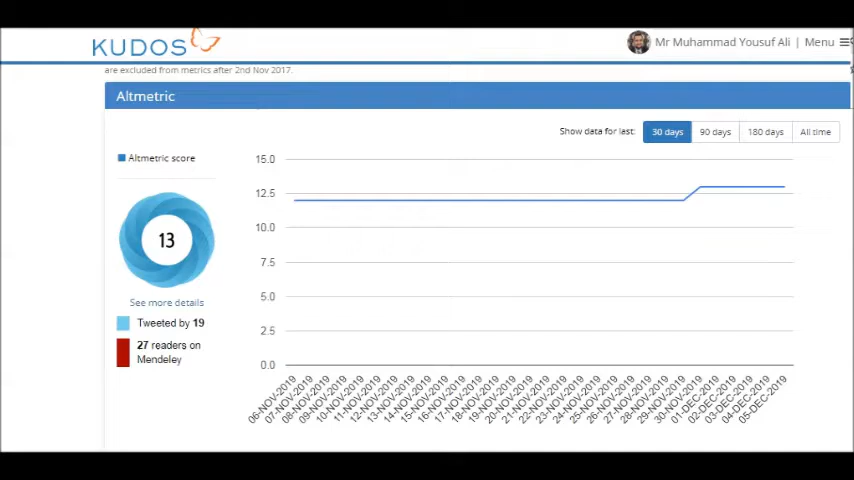 KUDOS
Mr Muhammad Yousuf Ali | Menu
are excluded from metrics after 2nd Nov 2017.
Altmetric
Show data for last: 30 days 90 days 180 days All time
Altmetric score
15.0
12.5
10.0
7.5
5.0
2.5
0.0
13
See more details
Tweeted by 19
27 readers on
Mendeley
06-NOV-2019
07-NOV-2019
08-NOV-2019
09-NOV-2019
10-NOV-2019
11-NOV-2019
12-NOV-2019
13-NOV-2019
14-NOV-2019
15-NOV-2019
16-NOV-2019
17-NOV-2019
18-NOV-2019
19-NOV-2019
20-NOV-2019
21-NOV-2019
22-NOV-2019
23-NOV-2019
24-NOV-2019
25-NOV-2019
26-NOV-2019
27-NOV-2019
28-NOV-2019
29-NOV-2019
30-NOV-2019
01-DEC-2019
02-DEC-2019
03-DEC-2019
04-DEC-2019
05-DEC-2019